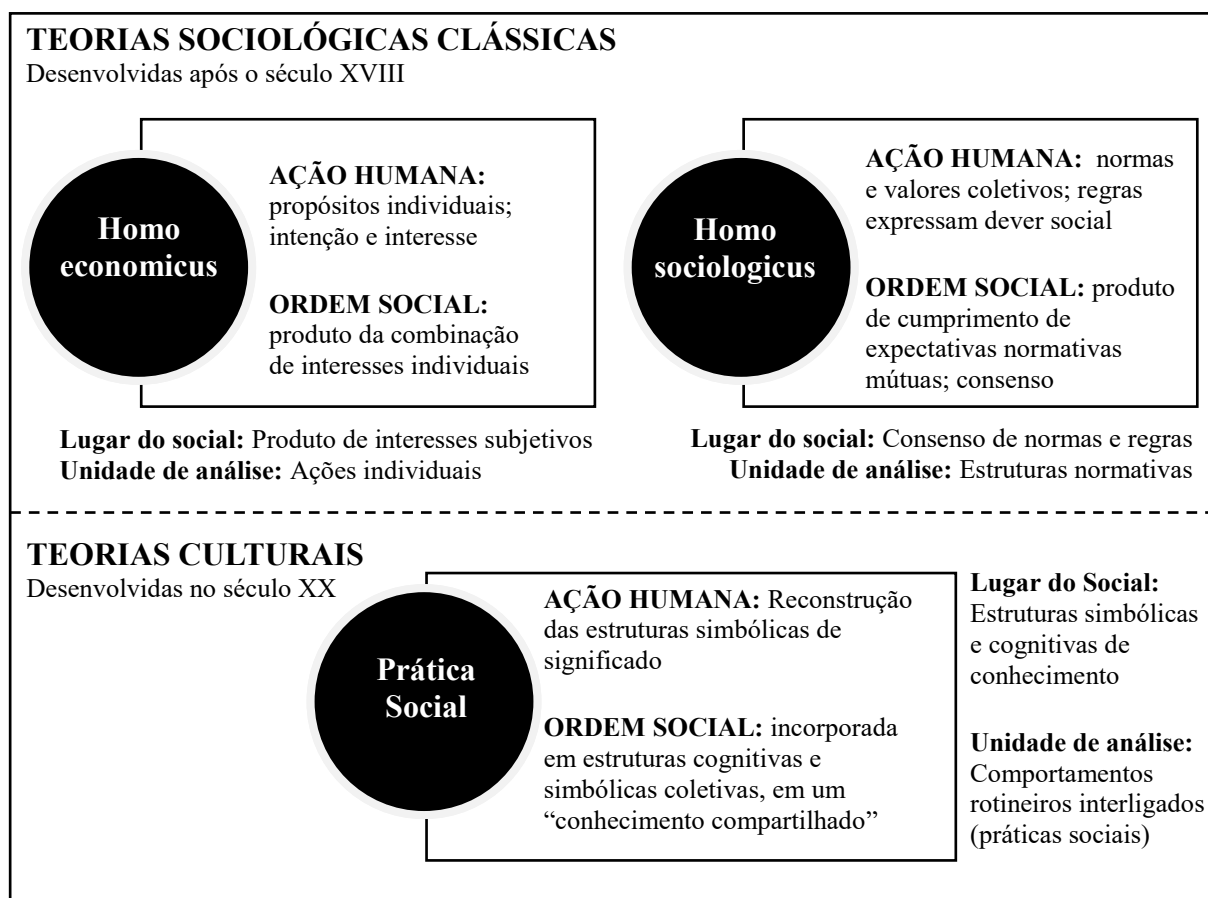 TEORIAS SOCIOLÓGICAS CLÁSSICAS
Desenvolvidas após o século XVIII
Homo
economicus
AÇÃO HUMANA:
propósitos individuais;
intenção e interesse
ORDEM SOCIAL:
produto da combinação
de interesses individuais
Lugar do social: Produto de interesses subjetivos
Unidade de análise: Ações individuais
Homo
sociologicus
AÇÃO HUMANA: normas
e valores coletivos; regras
expressam dever social
ORDEM SOCIAL: produto
de cumprimento de
expectativas normativas
mútuas; consenso
Lugar do social: Consenso de normas e regras
Unidade de análise: Estruturas normativas
TEORIAS CULTURAIS
Desenvolvidas no século XX
Prática
Social
AÇÃO HUMANA: Reconstrução
das estruturas simbólicas de
significado
ORDEM SOCIAL: incorporada
em estruturas cognitivas e
simbólicas coletivas, em um
“conhecimento compartilhado”
Lugar do Social:
Estruturas simbólicas
e cognitivas de
conhecimento
Unidade de análise:
Comportamentos
rotineiros interligados
(práticas sociais)